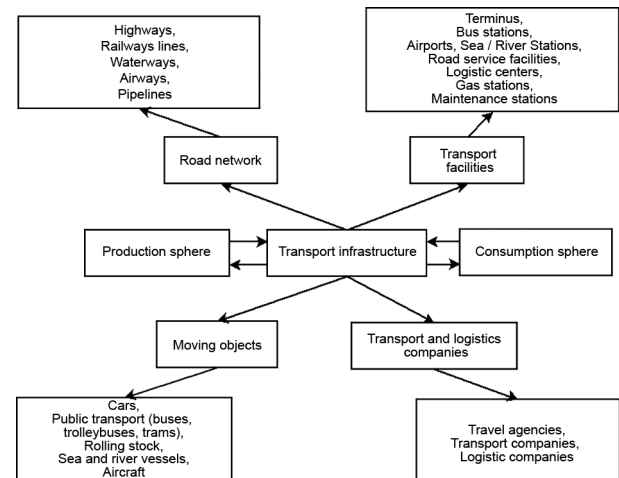 Highways,
Railways lines,
Waterways,
Airways,
Pipelines
Terminus,
Bus stations,
Airports, Sea / River Stations,
Road service facilities,
Logistic centers,
Gas stations,
Maintenance stations
Road network
Transport
facilities
Production sphere
Transport infrastructure
Consumption sphere
Moving objects
Transport and logistics
companies
Cars,
Public transport (buses,
trolleybuses, trams),
Rolling stock,
Sea and river vessels,
Aircraft
Travel agencies,
Transport companies,
Logistic companies